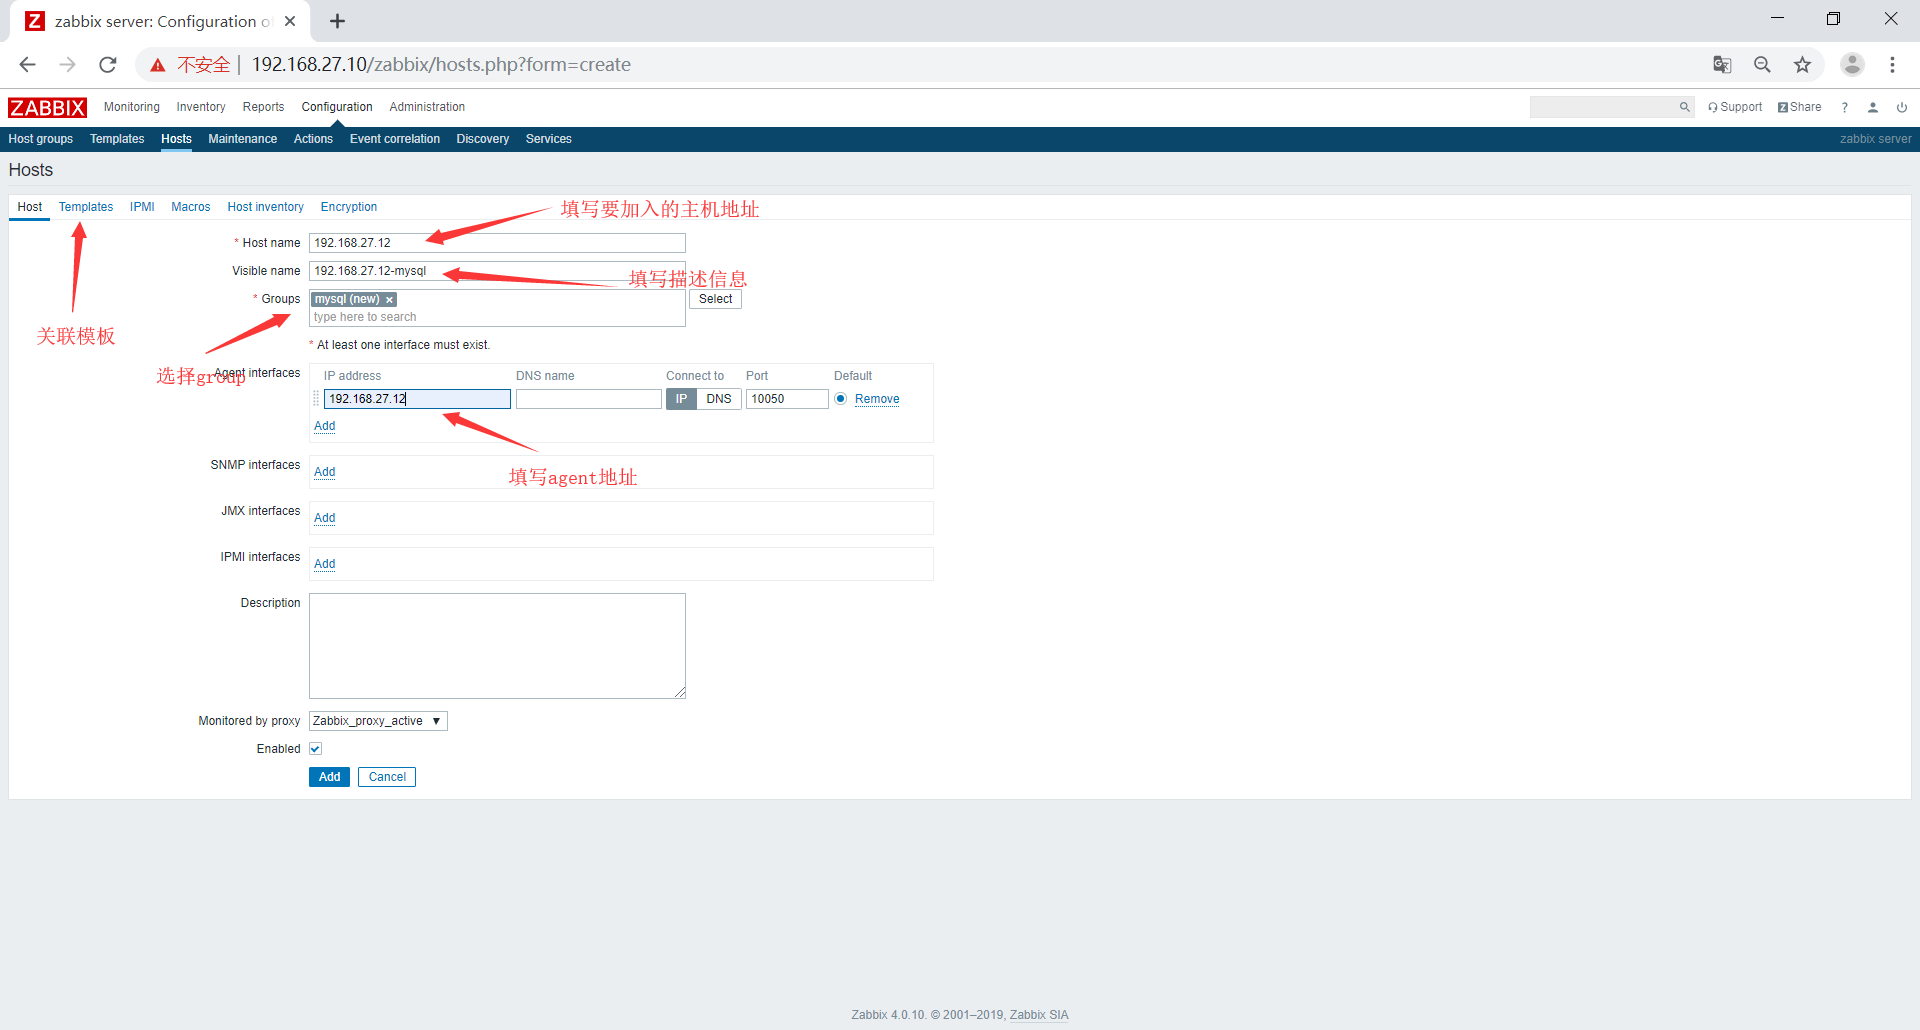 Z zabbix server: Configuration o
不安全 | 192.168.27.10/zabbix/hosts.php?form=create
ZABBIX Monitoring Inventory Reports Configuration Administration Support Z Share ?
Host groups Templates Hosts Maintenance Actions Event correlation Discovery Services zabbix server
Hosts
Host Templates IPMI Macros Host inventory Encryption
填写要加入的主机地址
* Host name 192.168.27.12
Visible name 192.168.27.12-mysql
填写描述信息
* Groups mysql (new) × Select
type here to search
关联模板
* At least one interface must exist.
选择group
Agent interfaces IP address DNS name Connect to Port Default
192.168.27.12 IP DNS 10050 Remove
Add
填写agent地址
SNMP interfaces Add
JMX interfaces Add
IPMI interfaces Add
Description
Monitored by proxy Zabbix_proxy_active ▼
Enabled
Add Cancel
Zabbix 4.0.10. © 2001–2019, Zabbix SIA